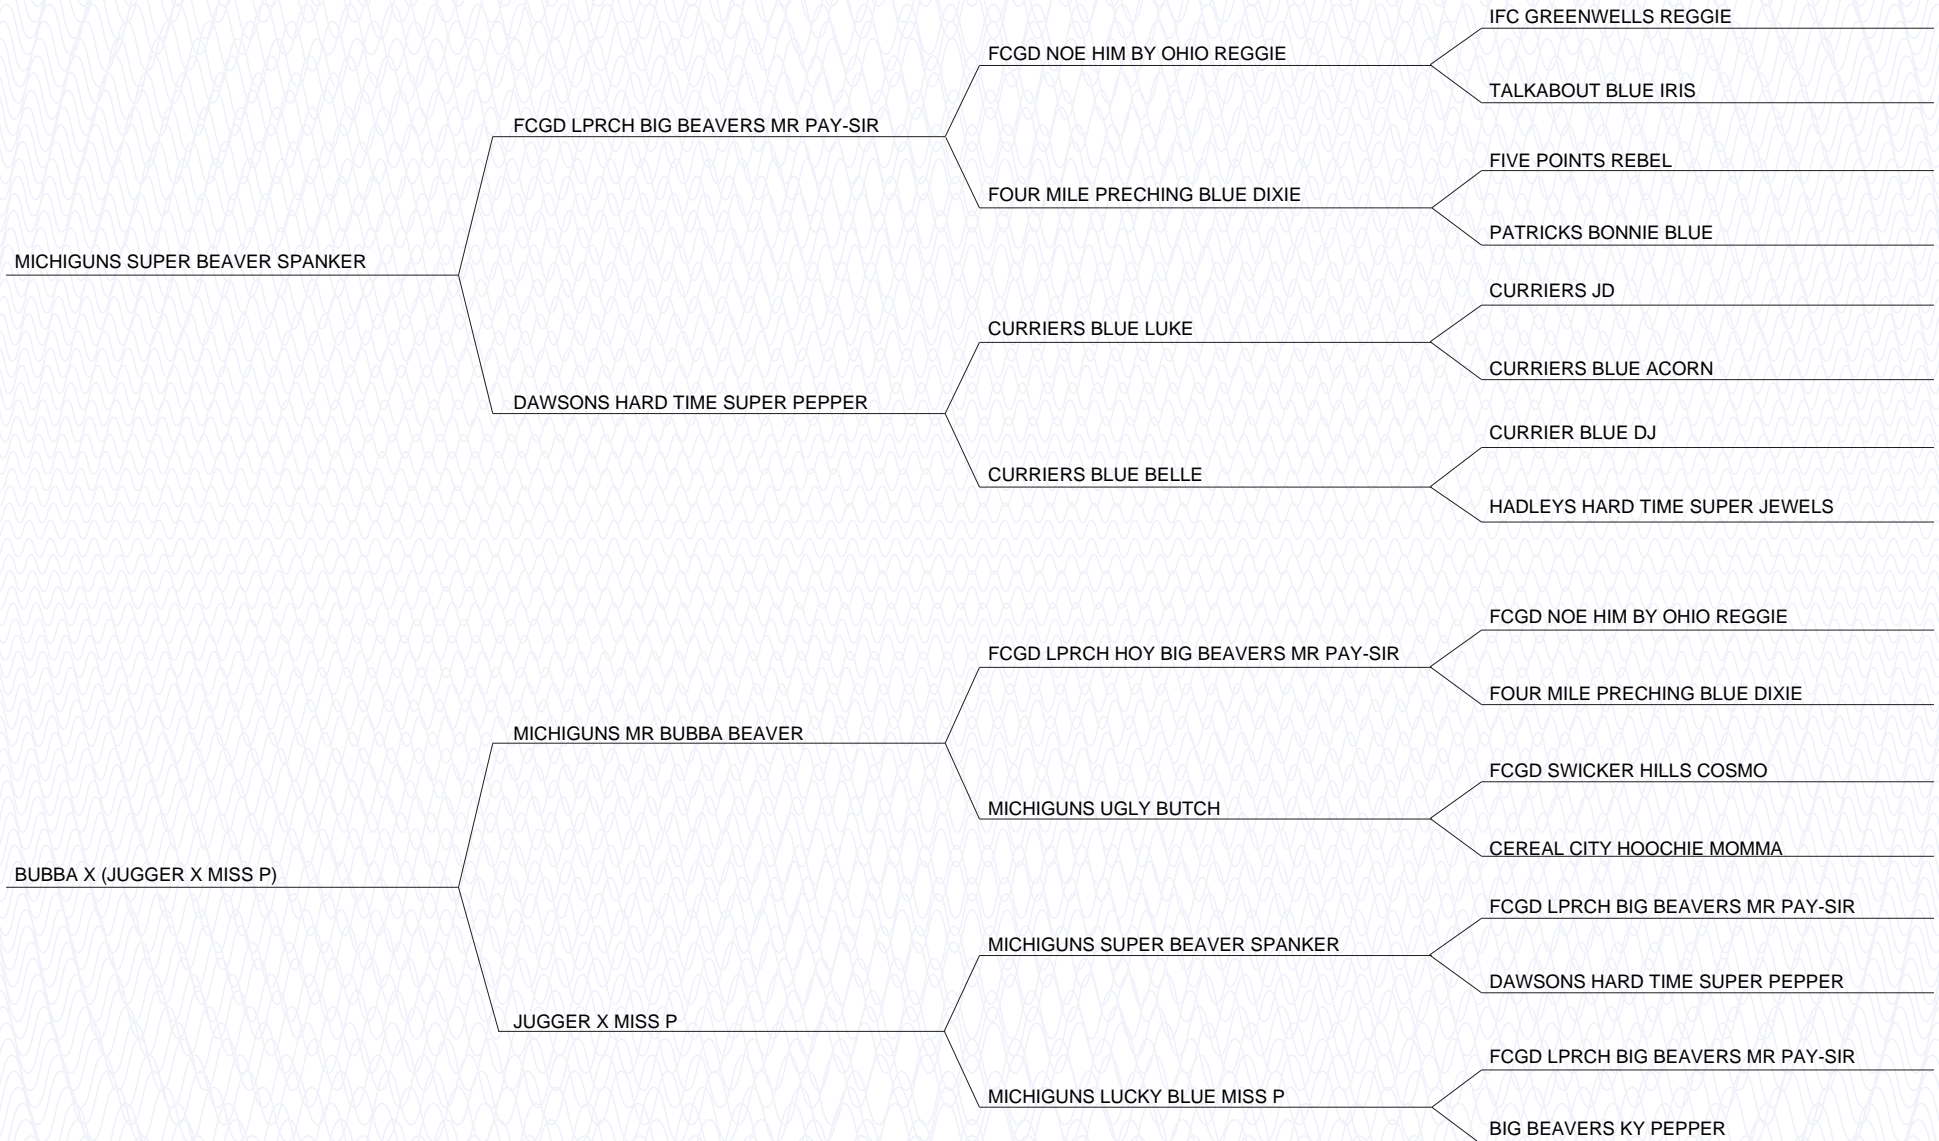 IFC GREENWELLS REGGIE
FCGD NOE HIM BY OHIO REGGIE
TALKABOUT BLUE IRIS
FCGD LPRCH BIG BEAVERS MR PAY-SIR
FIVE POINTS REBEL
FOUR MILE PRECHING BLUE DIXIE
PATRICKS BONNIE BLUE
MICHIGUNS SUPER BEAVER SPANKER
CURRIERS JD
CURRIERS BLUE LUKE
CURRIERS BLUE ACORN
DAWSONS HARD TIME SUPER PEPPER
CURRIER BLUE DJ
CURRIERS BLUE BELLE
HADLEYS HARD TIME SUPER JEWELS
FCGD NOE HIM BY OHIO REGGIE
FCGD LPRCH HOY BIG BEAVERS MR PAY-SIR
FOUR MILE PRECHING BLUE DIXIE
MICHIGUNS MR BUBBA BEAVER
FCGD SWICKER HILLS COSMO
MICHIGUNS UGLY BUTCH
CEREAL CITY HOOCHIE MOMMA
BUBBA X (JUGGER X MISS P)
FCGD LPRCH BIG BEAVERS MR PAY-SIR
MICHIGUNS SUPER BEAVER SPANKER
DAWSONS HARD TIME SUPER PEPPER
JUGGER X MISS P
FCGD LPRCH BIG BEAVERS MR PAY-SIR
MICHIGUNS LUCKY BLUE MISS P
BIG BEAVERS KY PEPPER